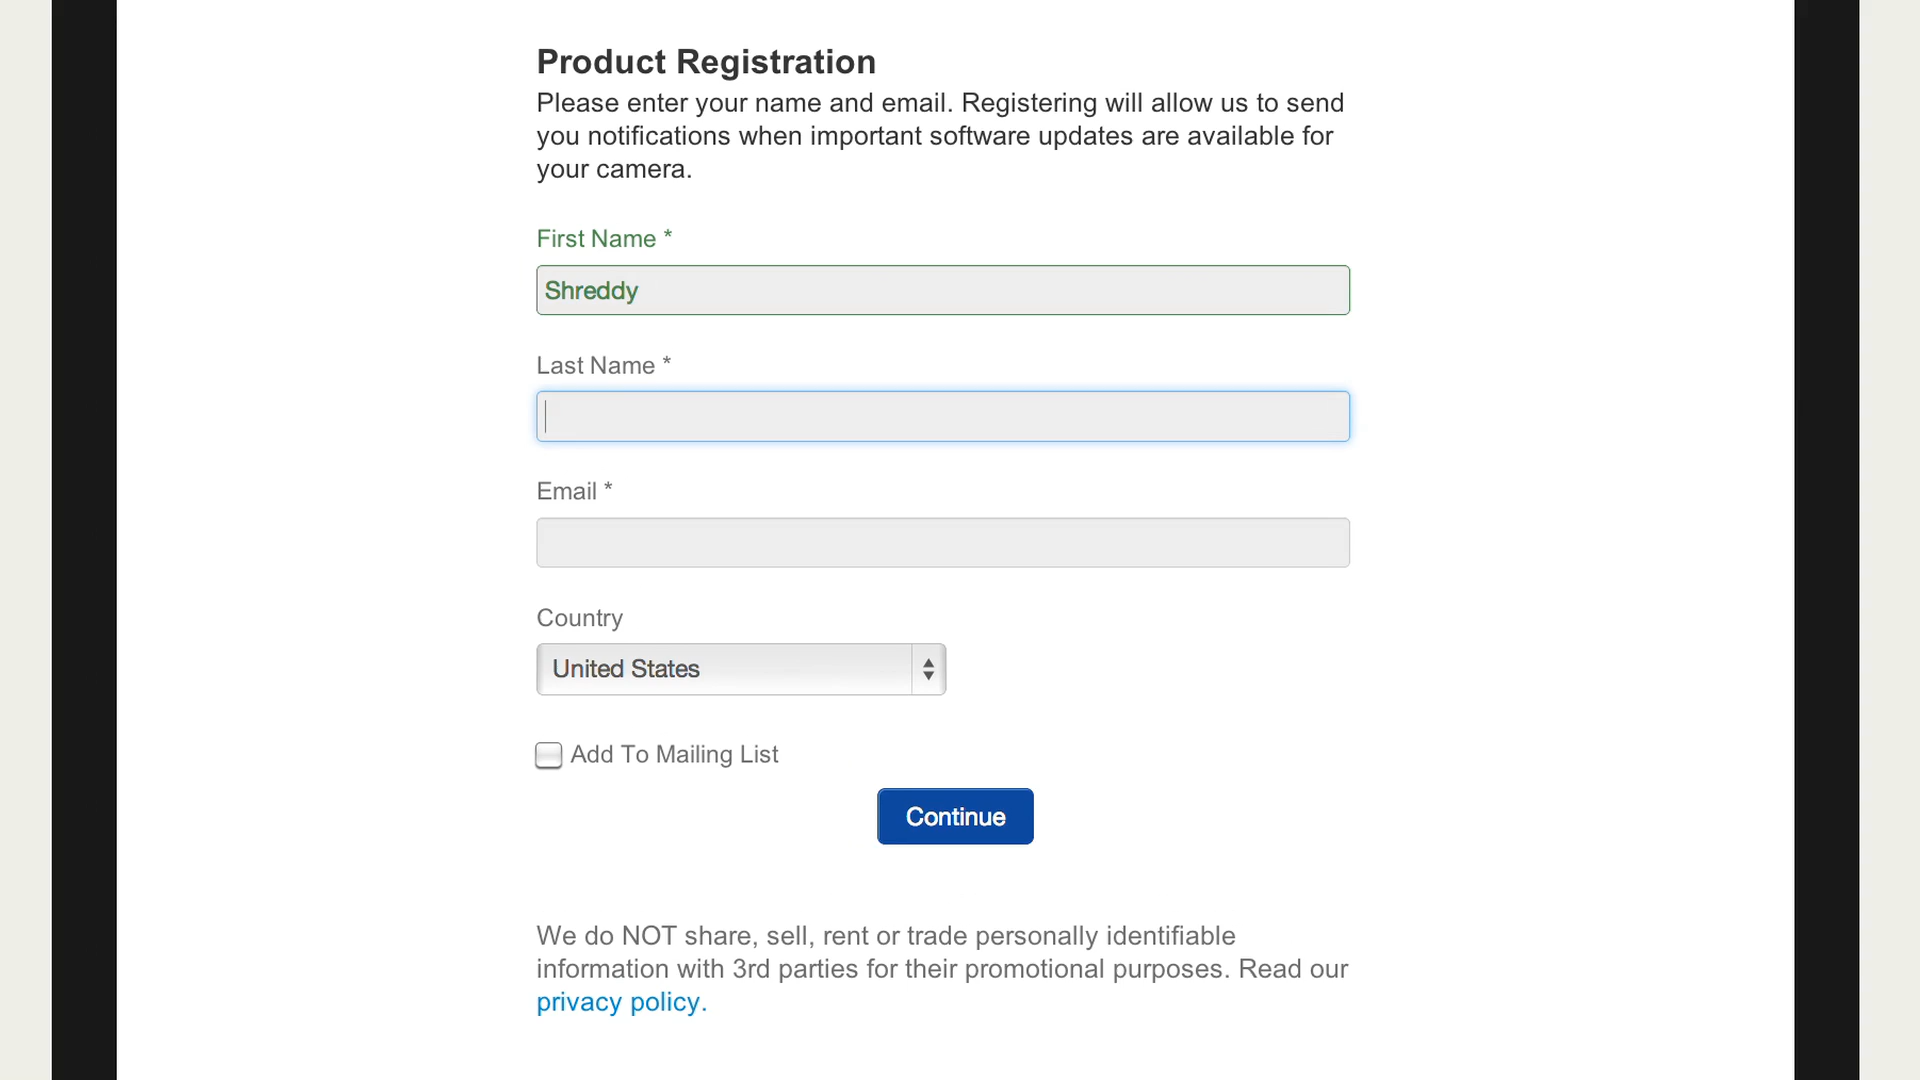 Product Registration
Please enter your name and email. Registering will allow us to send
you notifications when important software updates are available for
your camera.
First Name *
Shreddy
Last Name *
Email *
Country
United States
Add To Mailing List
Continue
We do NOT share, sell, rent or trade personally identifiable
information with 3rd parties for their promotional purposes. Read our
privacy policy.